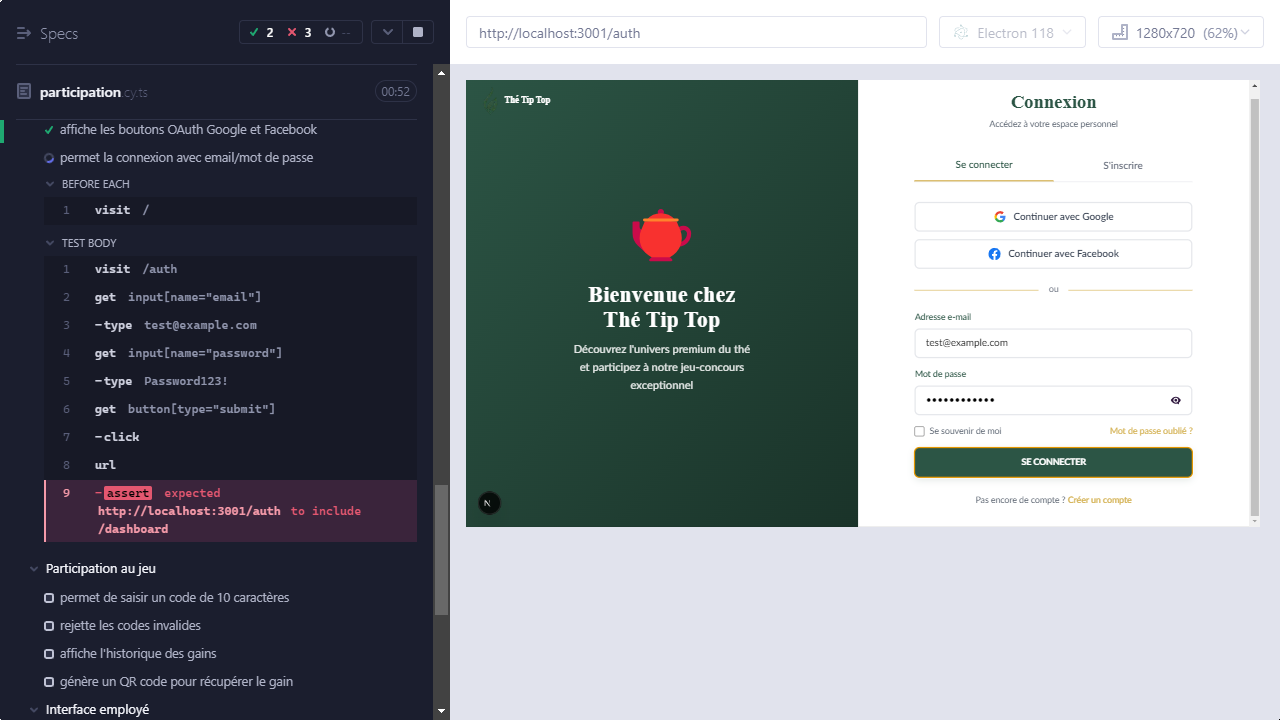 Specs
2
3
--
participation.cy.ts
00:52
affiche les boutons OAuth Google et Facebook
permet la connexion avec email/mot de passe
BEFORE EACH
1 visit /
TEST BODY
1 visit /auth
2 get input[name="email"]
3 -type test@example.com
4 get input[name="password"]
5 -type Password123!
6 get button[type="submit"]
7 -click
8 url
9 -assert expected
http://localhost:3001/auth to include
/dashboard
Participation au jeu
permet de saisir un code de 10 caractères
rejette les codes invalides
affiche l'historique des gains
génère un QR code pour récupérer le gain
Interface employé
http://localhost:3001/auth
Electron 118
1280x720 (62%)
Thé Tip Top
Bienvenue chez
Thé Tip Top
Découvrez l'univers premium du thé
et participez à notre jeu-concours
exceptionnel
N
Connexion
Accédez à votre espace personnel
Se connecter
S'inscrire
Continuer avec Google
Continuer avec Facebook
ou
Adresse e-mail
test@example.com
Mot de passe
••••••••••••
Se souvenir de moi
Mot de passe oublié ?
SE CONNECTER
Pas encore de compte ? Créer un compte